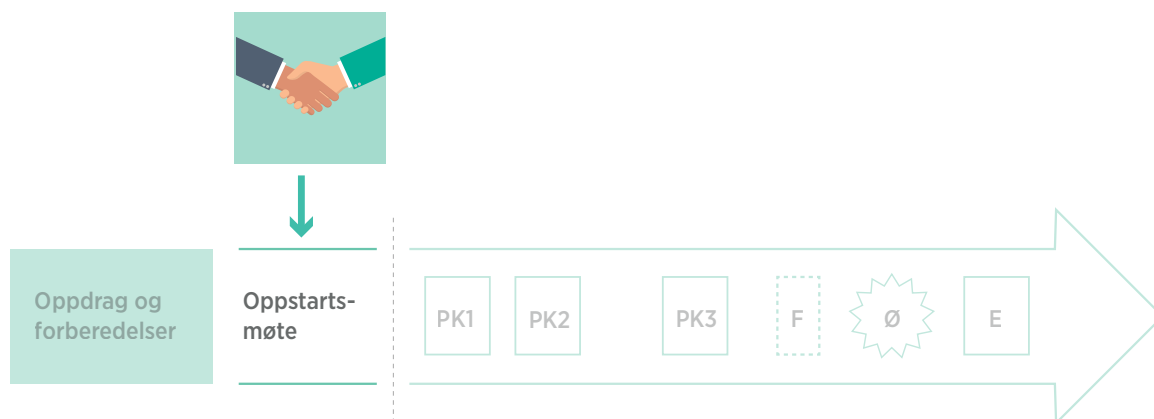 Oppdrag og
forberedelser
Oppstarts-
møte
PK1
PK2
PK3
F
Ø
E